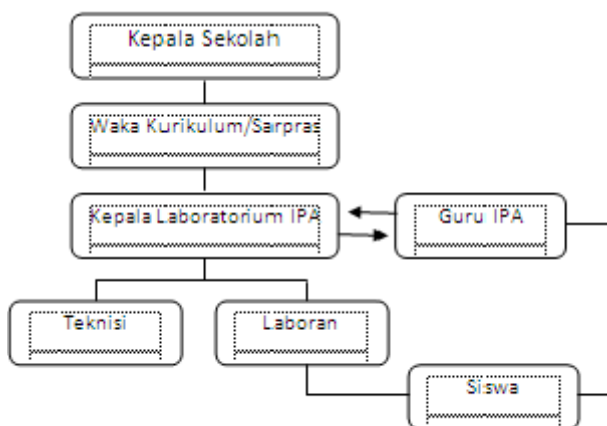 Kepala Sekolah
Waka Kurikulum/Sarpras
Kepala Laboratorium IPA
Guru IPA
Teknisi
Laboran
Siswa